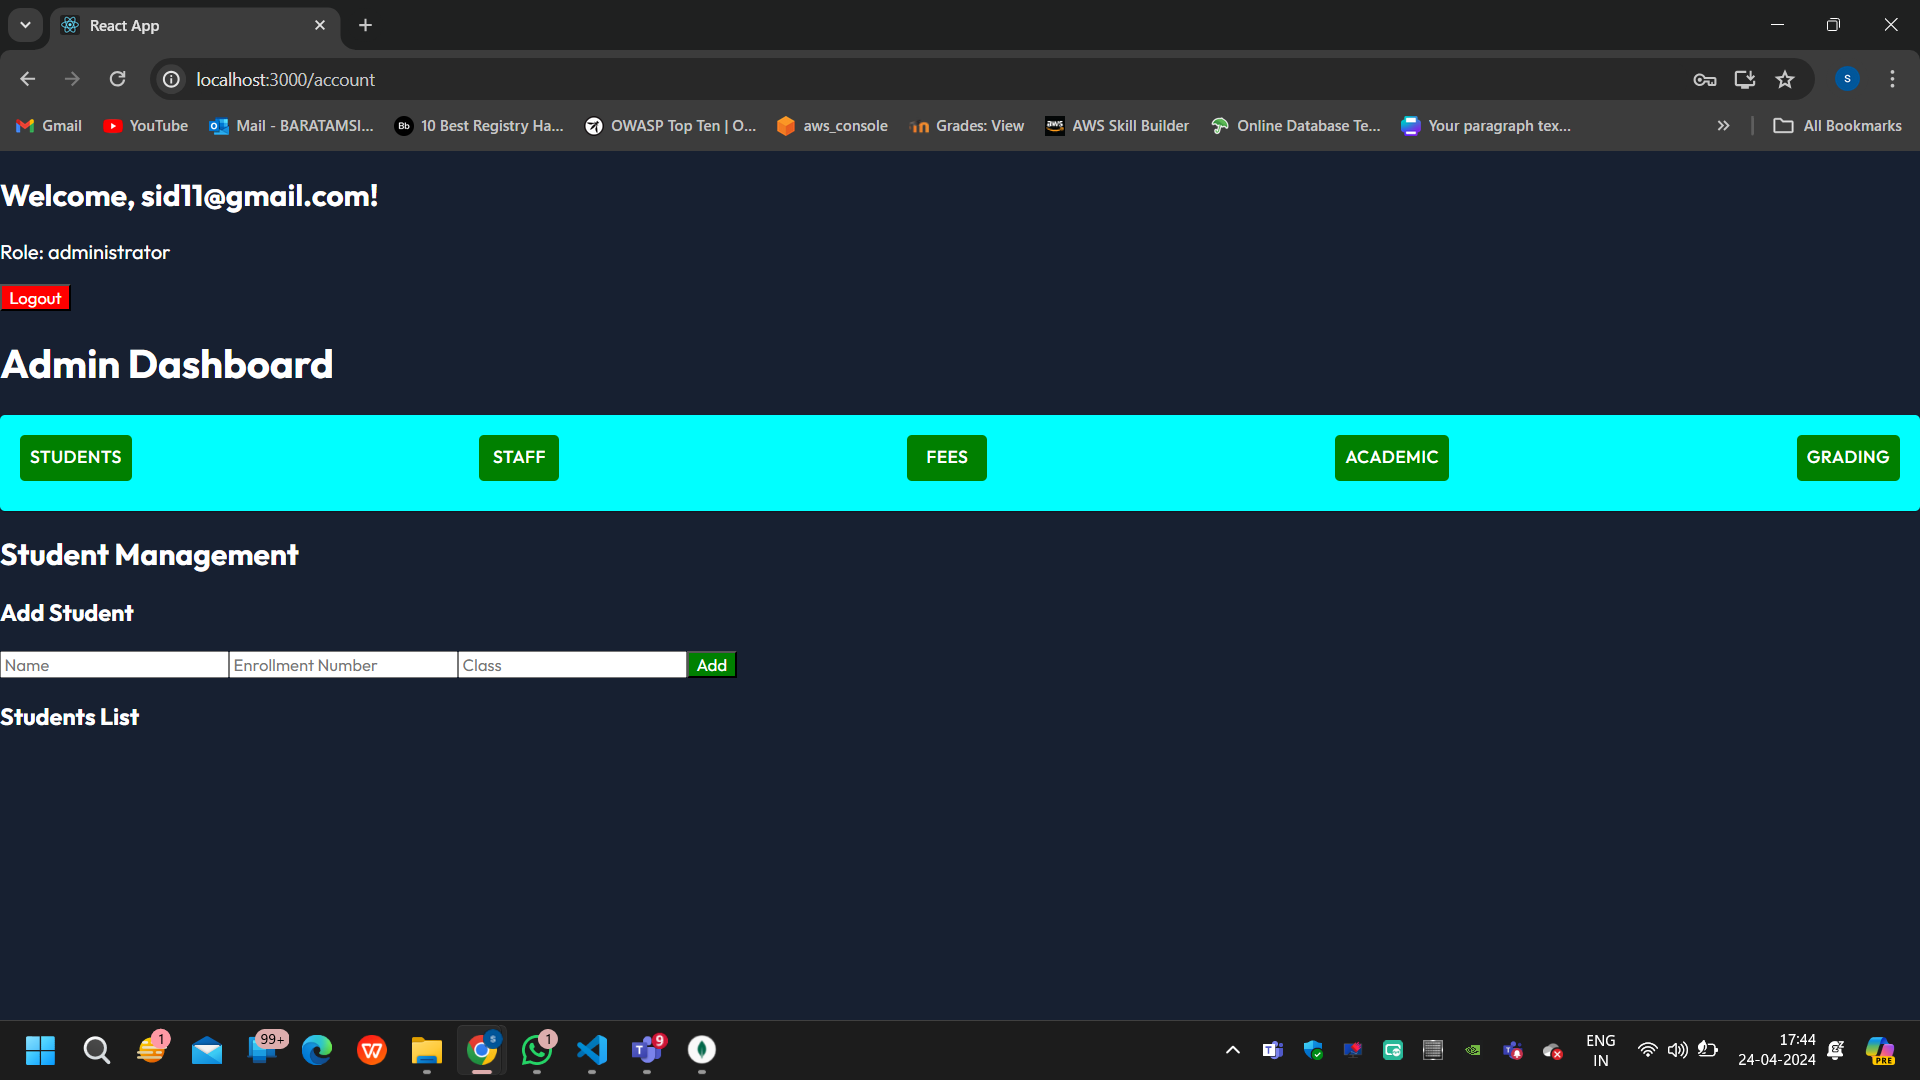 React App
localhost:3000/account
S
Gmail
YouTube
Mail - BARATAMSI...
Bb
10 Best Registry Ha...
OWASP Top Ten | O...
aws_console
Grades: View
aws
AWS Skill Builder
Online Database Te...
Your paragraph tex...
All Bookmarks
Welcome, sid11@gmail.com!
Role: administrator
Logout
Admin Dashboard
STUDENTS
STAFF
FEES
ACADEMIC
GRADING
Student Management
Add Student
Name
Enrollment Number
Class
Add
Students List
1
99+
W
S
1
9
ENG
IN
17:44
24-04-2024
PRE